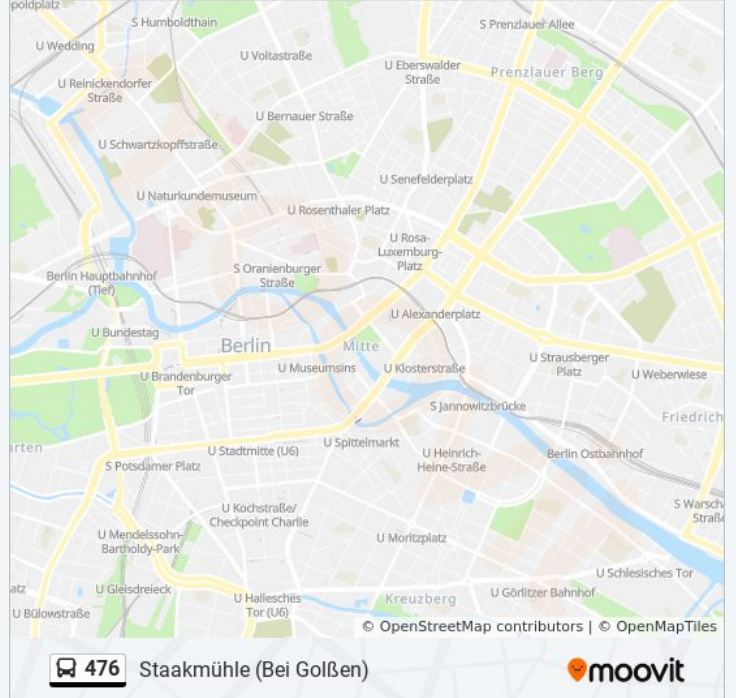 poldplatz
S Humboldthain
S Prenzlauer Allee
U Wedding
U Voltastraße
U Eberswalder
Straße
Prenzlauer Berg
U Reinickendorfer
Straße
U Bernauer Straße
U Schwartzkopffstraße
U Senefelderplatz
U Naturkundemuseum
U Rosenthaler Platz
U Rosa-
Luxemburg-
Platz
Berlin Hauptbahnhof
(Tief)
S Oranienburger
Straße
U Alexanderplatz
U Bundestag
Berlin
Mitte
U Strausberger
Platz
U Museumsins
U Klosterstraße
U Weberwiese
U Brandenburger
Tor
S Jannowitzbrücke
Friedrich
rten
U Stadtmitte (U6)
U Spittelmarkt
U Heinrich-
Heine-Straße
Berlin Ostbahnhof
S Potsdamer Platz
S Warsch
Straße
U Kochstraße/
Checkpoint Charlie
U Mendelssohn-
Bartholdy-Park
U Moritzplatz
U Schlesisches Tor
atz
U Gleisdreieck
U Hallesches
Tor (U6)
Kreuzberg
U Görlitzer Bahnhof
U Bülowstraße
© OpenStreetMap contributors | © OpenMapTiles
476 Staakmühle (Bei Golßen)
moovit